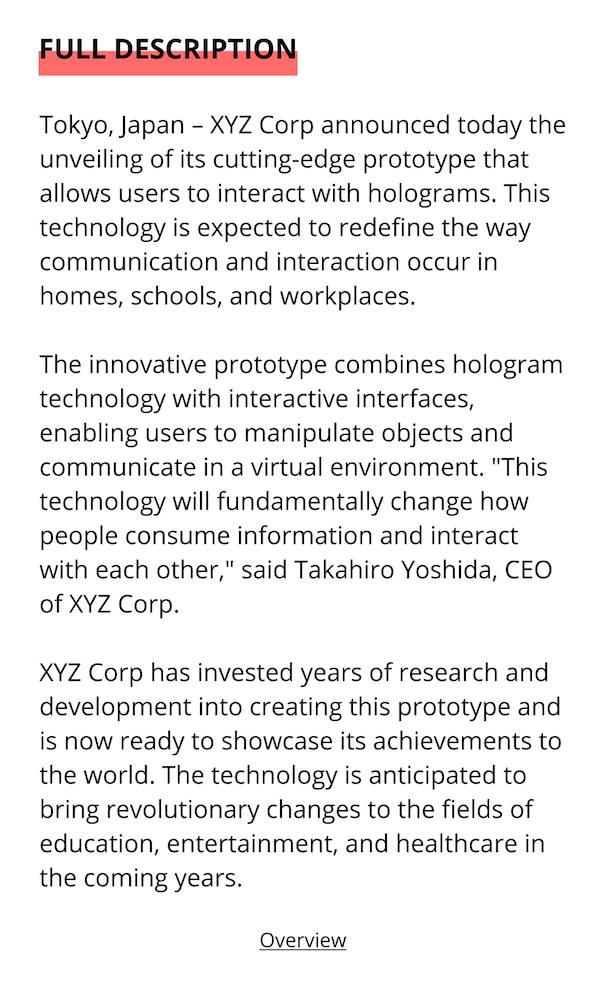 FULL DESCRIPTION
Tokyo, Japan – XYZ Corp announced today the
unveiling of its cutting-edge prototype that
allows users to interact with holograms. This
technology is expected to redefine the way
communication and interaction occur in
homes, schools, and workplaces.
The innovative prototype combines hologram
technology with interactive interfaces,
enabling users to manipulate objects and
communicate in a virtual environment. "This
technology will fundamentally change how
people consume information and interact
with each other," said Takahiro Yoshida, CEO
of XYZ Corp.
XYZ Corp has invested years of research and
development into creating this prototype and
is now ready to showcase its achievements to
the world. The technology is anticipated to
bring revolutionary changes to the fields of
education, entertainment, and healthcare in
the coming years.
Overview